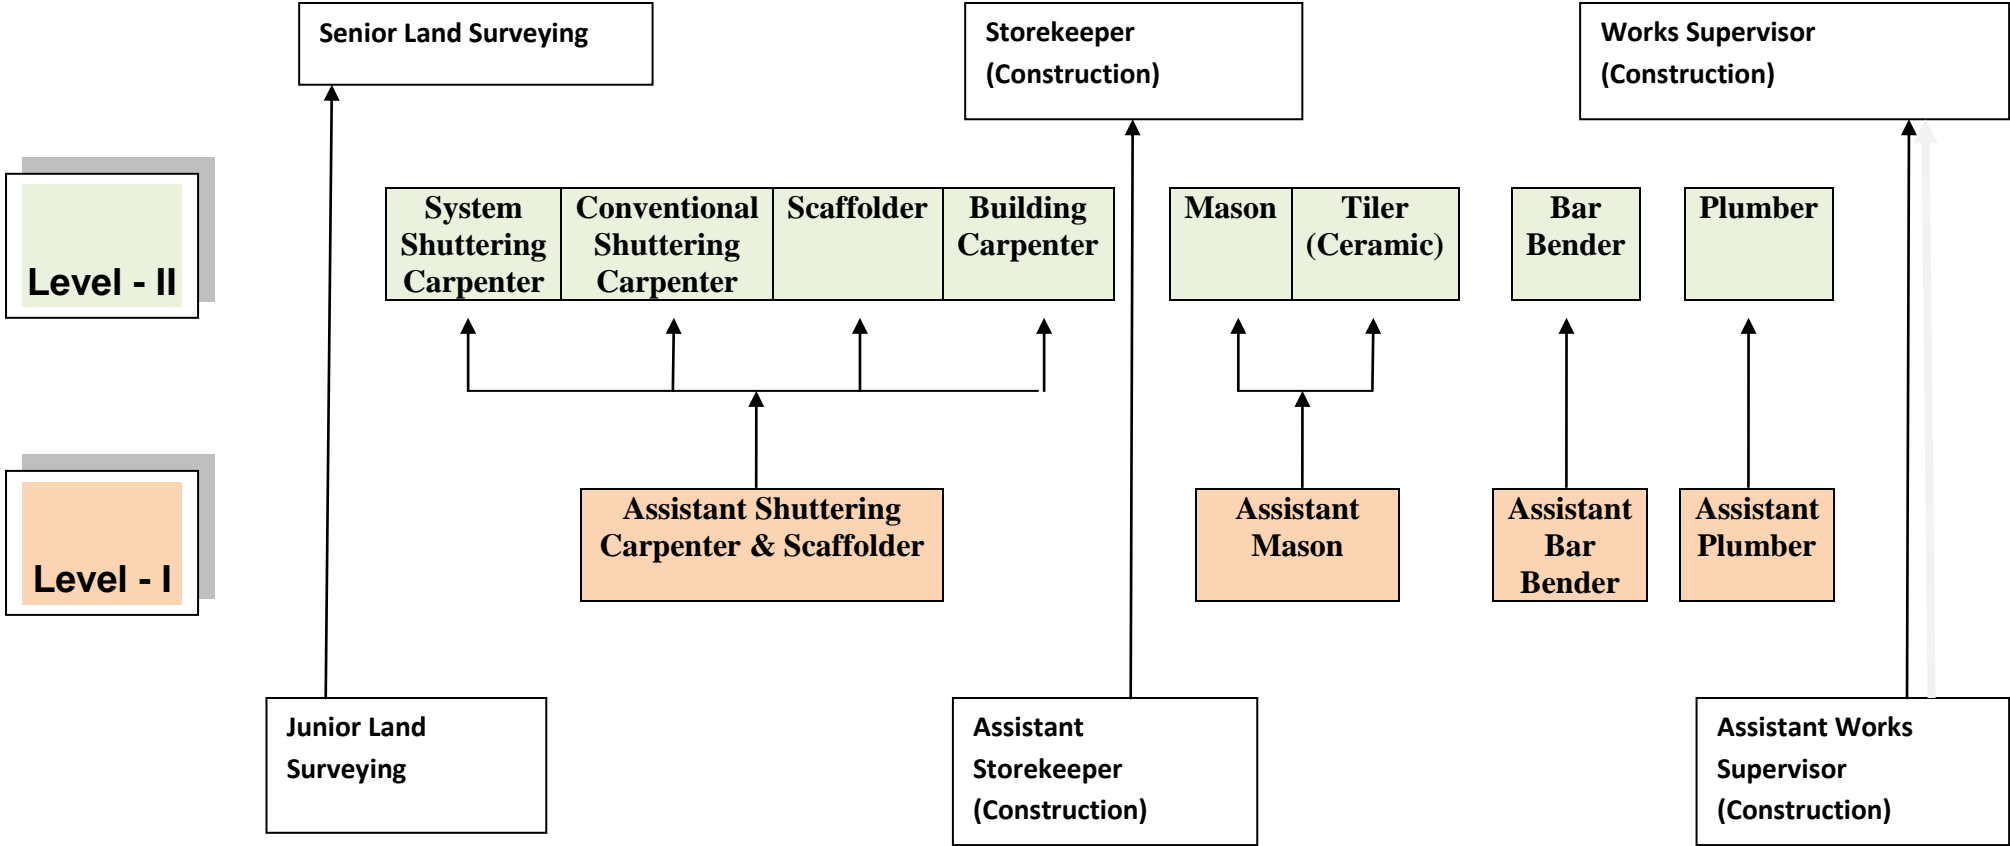 Senior Land Surveying
Storekeeper
(Construction)
Works Supervisor
(Construction)
Level - II
System
Shuttering
Carpenter
Conventional
Shuttering
Carpenter
Scaffolder
Building
Carpenter
Mason
Tiler
(Ceramic)
Bar
Bender
Plumber
Level - I
Assistant Shuttering
Carpenter & Scaffolder
Assistant
Mason
Assistant
Bar
Bender
Assistant
Plumber
Junior Land
Surveying
Assistant
Storekeeper
(Construction)
Assistant Works
Supervisor
(Construction)